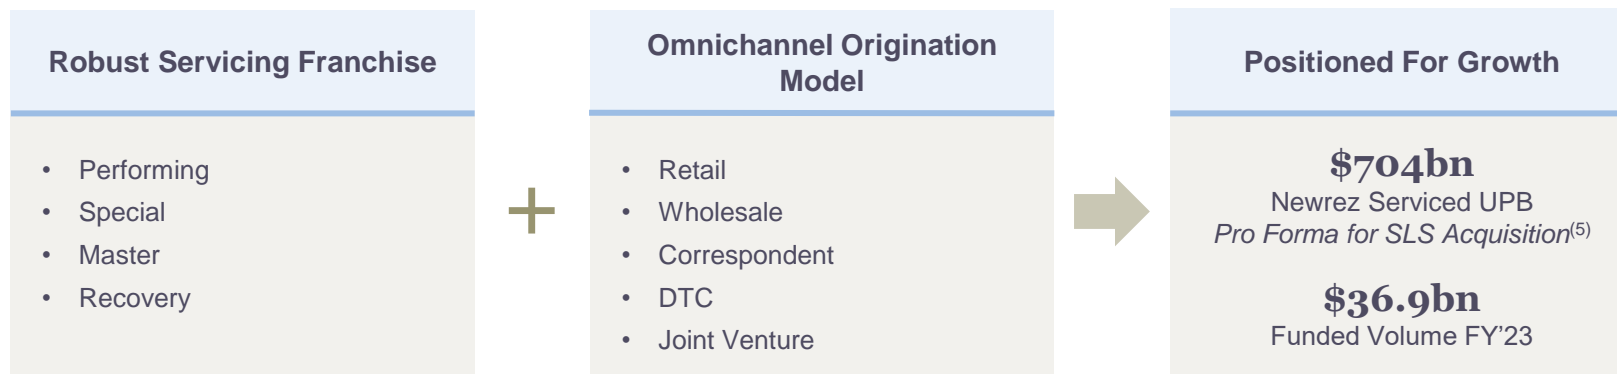 Robust Servicing Franchise
• Performing
• Special
• Master
• Recovery
+
Omnichannel Origination
Model
• Retail
• Wholesale
• Correspondent
• DTC
• Joint Venture
Positioned For Growth
$704bn
Newrez Serviced UPB
Pro Forma for SLS Acquisition(5)
$36.9bn
Funded Volume FY’23